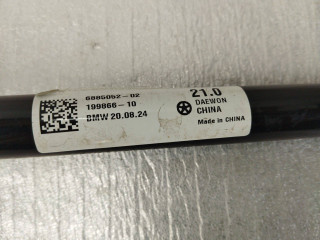 6885052-02
199866-10
BMW 20.08.24
21.0
DAEWON
CHINA
Made in CHINA